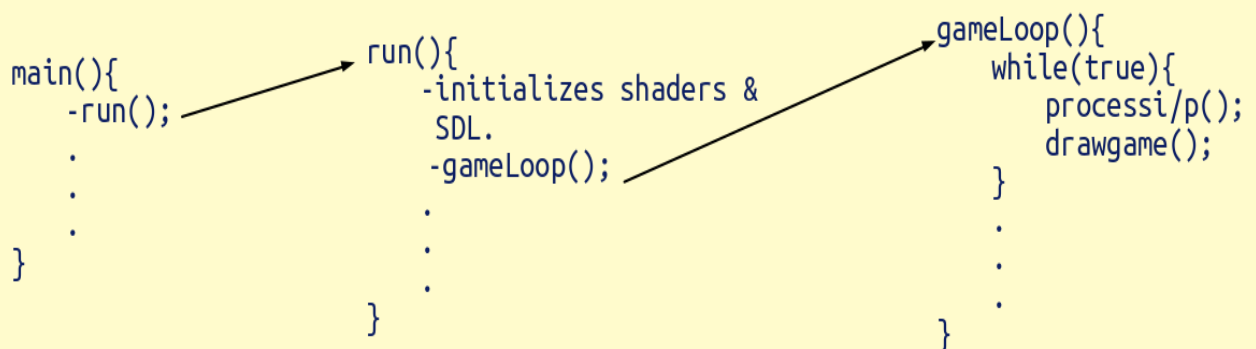 main(){
-run();
.
.
.
}
run(){
-initializes shaders &
SDL.
-gameLoop();
.
.
.
}
gameLoop(){
while(true){
processi/p();
drawgame();
}
.
.
.
}